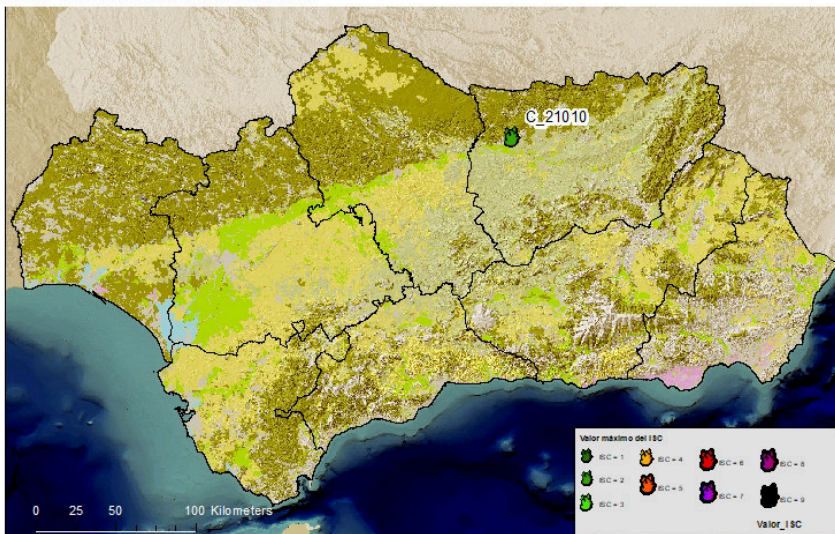 C_21010
Valor máximo del ISC
ISC = 1 ISC = 4 ISC = 6 ISC = 8
ISC = 2 ISC = 5 ISC = 7 ISC = 9
ISC = 3
Valor_ISC
0 25 50 100 Kilometers